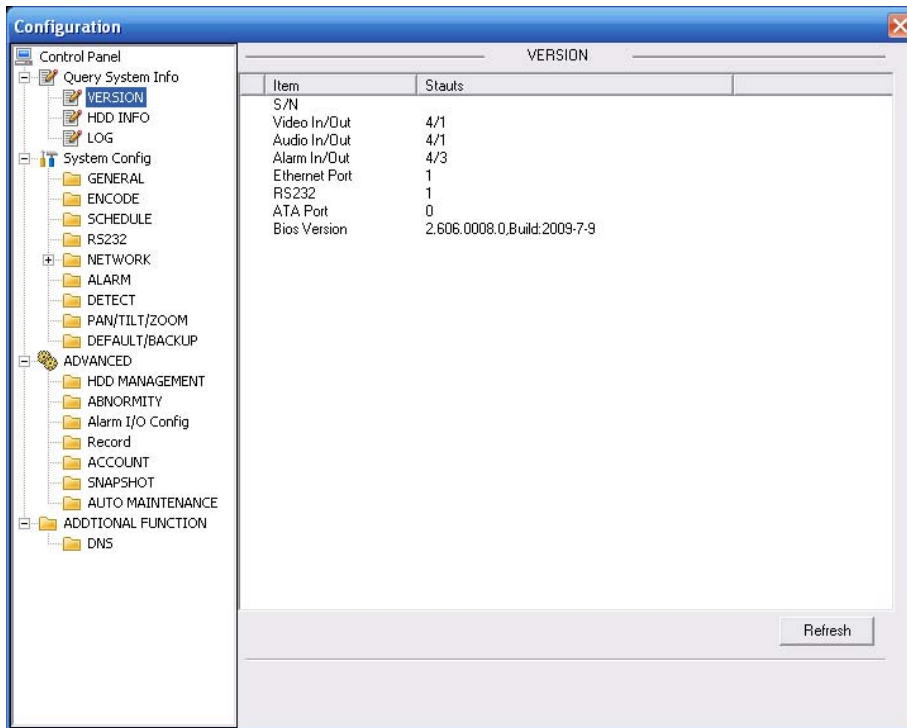 Configuration
Control Panel
Query System Info
VERSION
HDD INFO
LOG
System Config
GENERAL
ENCODE
SCHEDULE
RS232
NETWORK
ALARM
DETECT
PAN/TILT/ZOOM
DEFAULT/BACKUP
ADVANCED
HDD MANAGEMENT
ABNORMITY
Alarm I/O Config
Record
ACCOUNT
SNAPSHOT
AUTO MAINTENANCE
ADDTIONAL FUNCTION
DNS
VERSION
Item Stauts
S/N
Video In/Out 4/1
Audio In/Out 4/1
Alarm In/Out 4/3
Ethernet Port 1
RS232 1
ATA Port 0
Bios Version 2.606.0008.0,Build:2009-7-9
Refresh